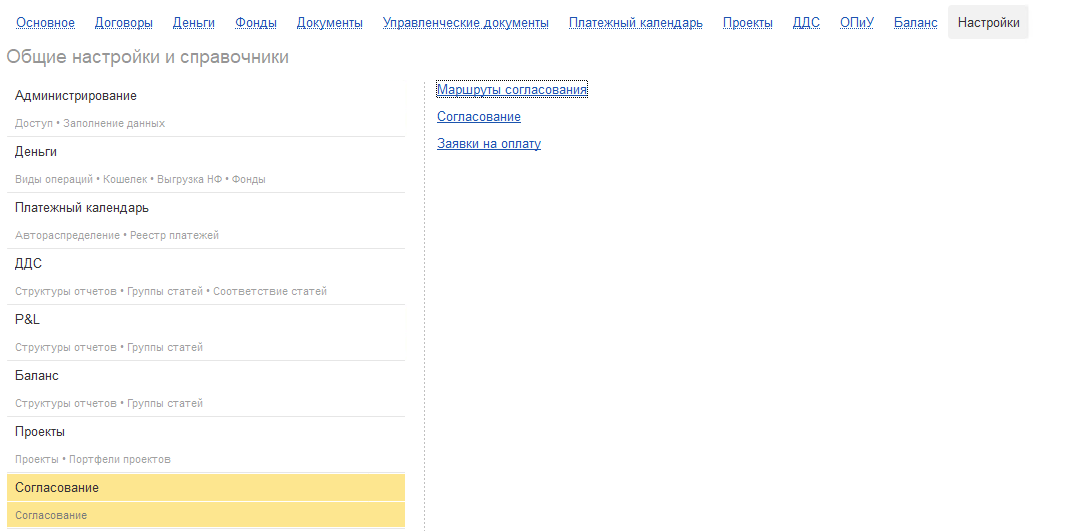 Основное Договоры Деньги Фонды Документы Управленческие документы Платежный календарь Проекты ДДС ОПиУ Баланс Настройки
Общие настройки и справочники
Администрирование
Доступ • Заполнение данных
Деньги
Виды операций • Кошелек • Выгрузка НФ • Фонды
Платежный календарь
Автораспределение • Реестр платежей
ДДС
Структуры отчетов • Группы статей • Соответствие статей
P&L
Структуры отчетов • Группы статей
Баланс
Структуры отчетов • Группы статей
Проекты
Проекты • Портфели проектов
Согласование
Согласование
Маршруты согласования
Согласование
Заявки на оплату